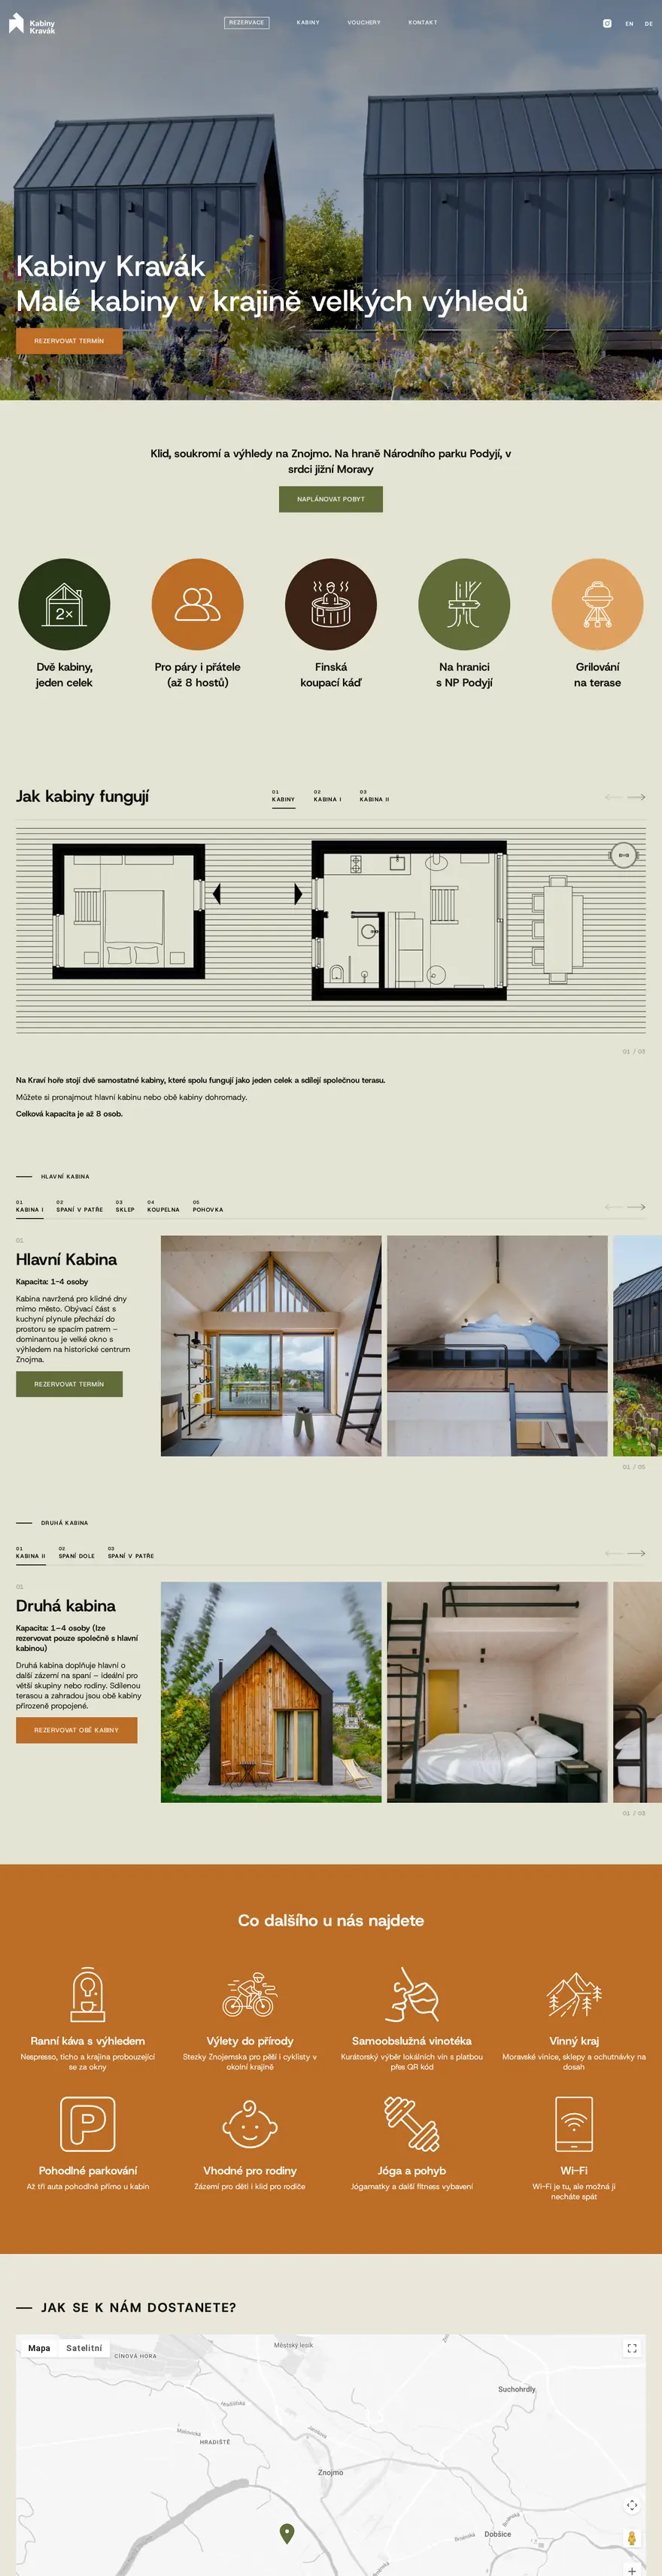 Kabiny
Kravák
REZERVACE
KABINY
VOUCHERY
KONTAKT
EN
DE
Kabiny Kravák
Malé kabiny v krajině velkých výhledů
REZERVOVAT TERMÍN
Klid, soukromí a výhledy na Znojmo. Na hraně Národního parku Podyjí, v
srdci jižní Moravy
NAPLÁNOVAT POBYT
2×
Dvě kabiny,
jeden celek
Pro páry i přátele
(až 8 hostů)
Finská
koupací káď
Na hranici
s NP Podyjí
Grilování
na terase
Jak kabiny fungují
01
KABINY
02
KABINA I
03
KABINA II
01 / 03
Na Kraví hoře stojí dvě samostatné kabiny, které spolu fungují jako jeden celek a sdílejí společnou terasu.
Můžete si pronajmout hlavní kabinu nebo obě kabiny dohromady.
Celková kapacita je až 8 osob.
HLAVNÍ KABINA
01
KABINA I
02
SPANÍ V PATŘE
03
SKLEP
04
KOUPELNA
05
POHOVKA
01
Hlavní Kabina
Kapacita: 1-4 osoby
Kabina navržená pro klidné dny
mimo město. Obývací část s
kuchyní plynule přechází do
prostoru se spacím patrem –
dominantou je velké okno s
výhledem na historické centrum
Znojma.
REZERVOVAT TERMÍN
DRUHÁ KABINA
01
KABINA II
02
SPANÍ DOLE
03
SPANÍ V PATŘE
01
Druhá kabina
Kapacita: 1–4 osoby (lze
rezervovat pouze společně s hlavní
kabinou)
Druhá kabina doplňuje hlavní o
další zázemí na spaní – ideální pro
větší skupiny nebo rodiny. Sdílenou
terasou a zahradou jsou obě kabiny
přirozeně propojené.
REZERVOVAT OBĚ KABINY
01 / 03
Co dalšího u nás najdete
Ranní káva s výhledem
Nespresso, ticho a krajina probouzející
se za okny
Výlety do přírody
Stezky Znojemska pro pěší i cyklisty v
okolní krajině
Samoobslužná vinotéka
Kurátorský výběr lokálních vín s platbou
přes QR kód
Vinný kraj
Moravské vinice, sklepy a ochutnávky na
dosah
P
Pohodlné parkování
Až tři auta pohodlně přímo u kabin
Vhodné pro rodiny
Zázemí pro děti i klid pro rodiče
Jóga a pohyb
Jógamatky a další fitness vybavení
Wi-Fi
Wi-Fi je tu, ale možná ji
necháte spát
JAK SE K NÁM DOSTANETE?
Mapa
Satelitní
CÍNOVÁ HORA
Městský lesík
Suchohrdly
HRADIŠTĚ
Znojmo
Dobšice